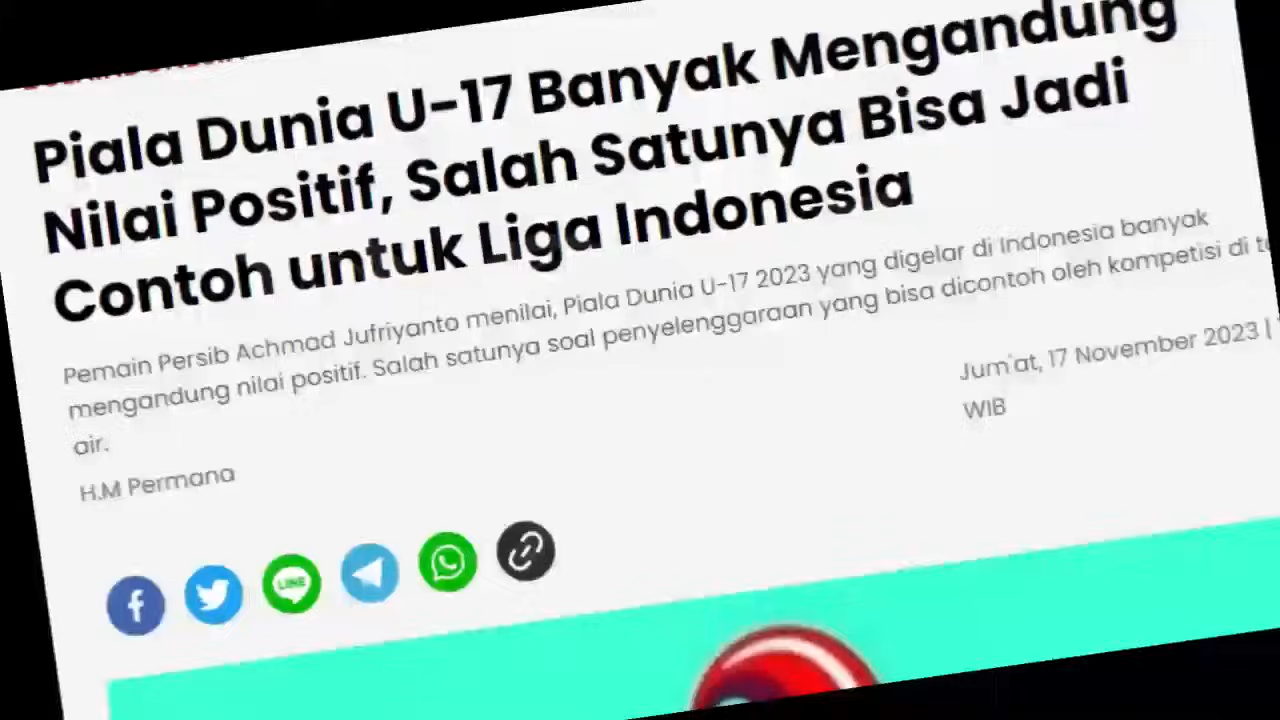 Piala Dunia U-17 Banyak Mengandung
Nilai Positif, Salah Satunya Bisa Jadi
Contoh untuk Liga Indonesia
Pemain Persib Achmad Jufriyanto menilai, Piala Dunia U-17 2023 yang digelar di Indonesia banyak
mengandung nilai positif. Salah satunya soal penyelenggaraan yang bisa dicontoh oleh kompetisi di
air.
Jum'at, 17 November 2023 |
WIB
H.M Permana
LINE